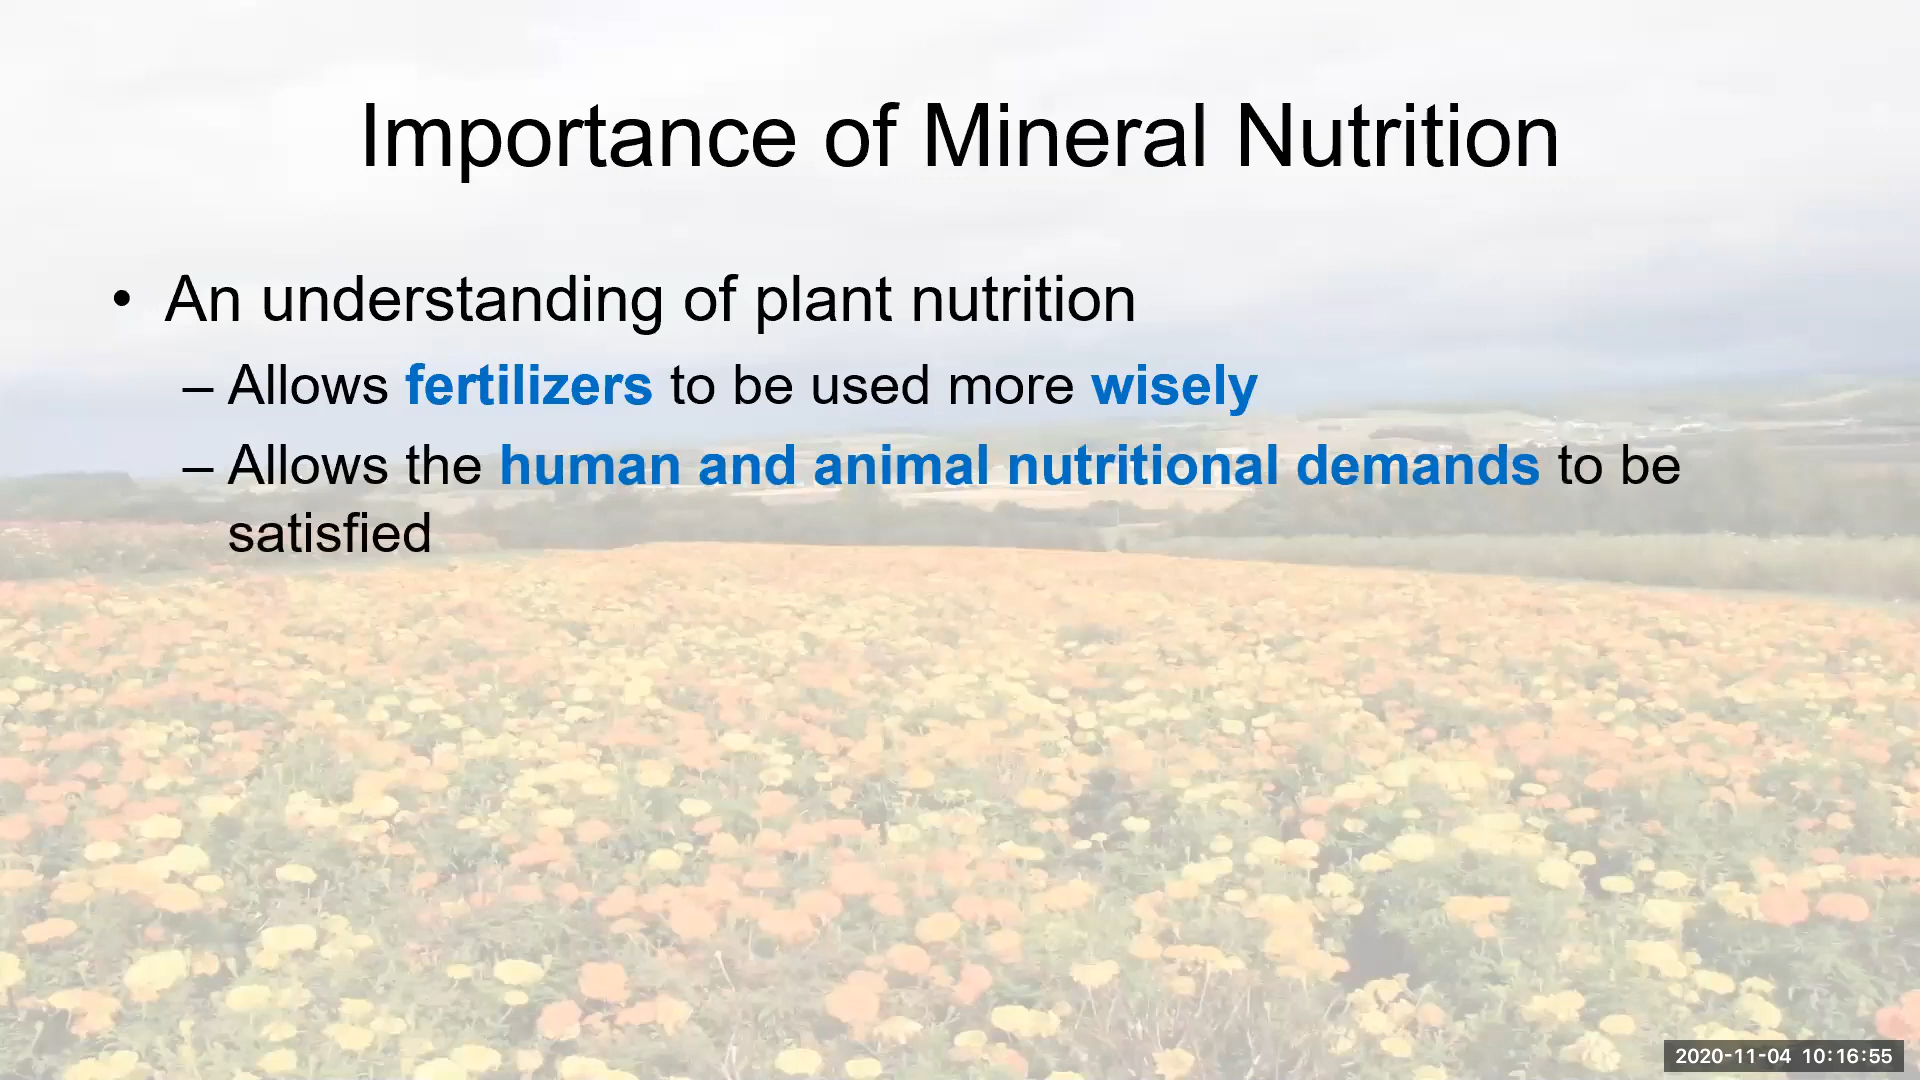 Importance of Mineral Nutrition
• An understanding of plant nutrition
– Allows fertilizers to be used more wisely
– Allows the human and animal nutritional demands to be
satisfied
2020-11-04 10:16:55